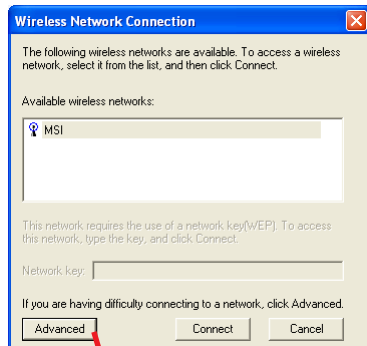 Wireless Network Connection
The following wireless networks are available. To access a wireless
network, select it from the list, and then click Connect.
Available wireless networks:
MSI
This network requires the use of a network key(WEP). To access
this network, type the key, and click Connect.
Network key:
If you are having difficulty connecting to a network, click Advanced.
Advanced Connect Cancel